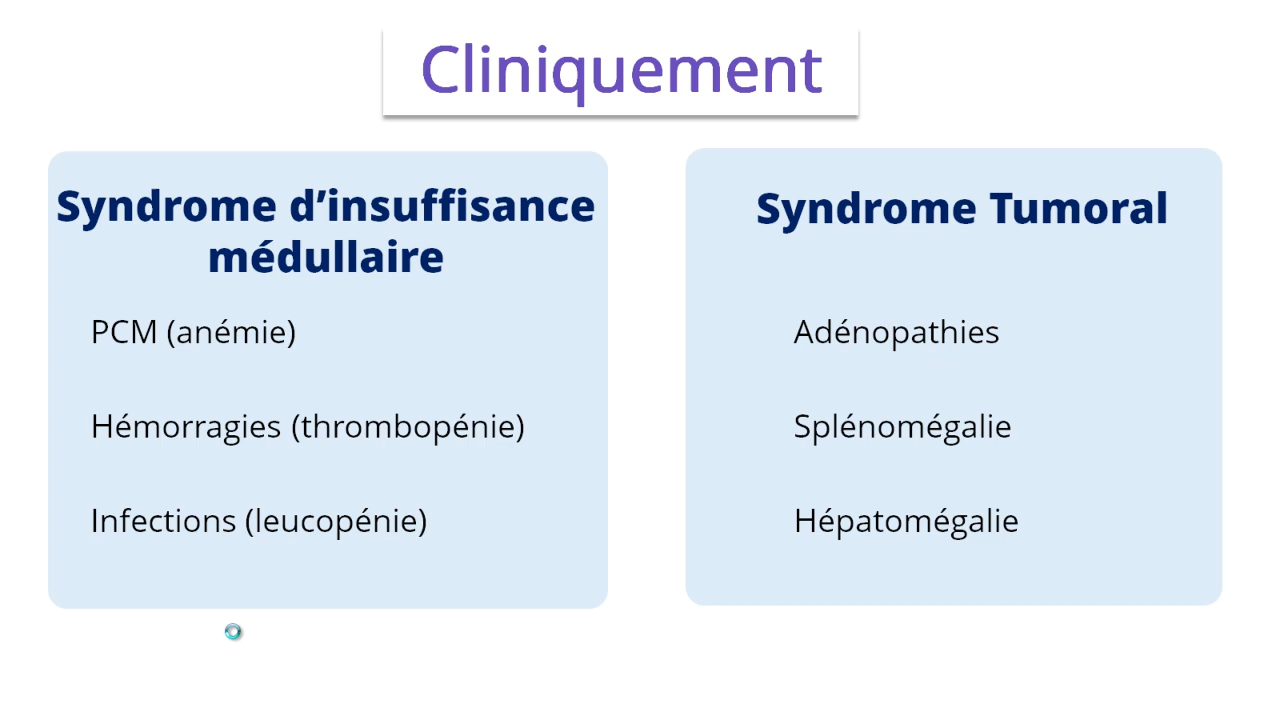 Cliniquement
Syndrome d’insuffisance
médullaire
PCM (anémie)
Hémorragies (thrombopénie)
Infections (leucopénie)
Syndrome Tumoral
Adénopathies
Splénomégalie
Hépatomégalie